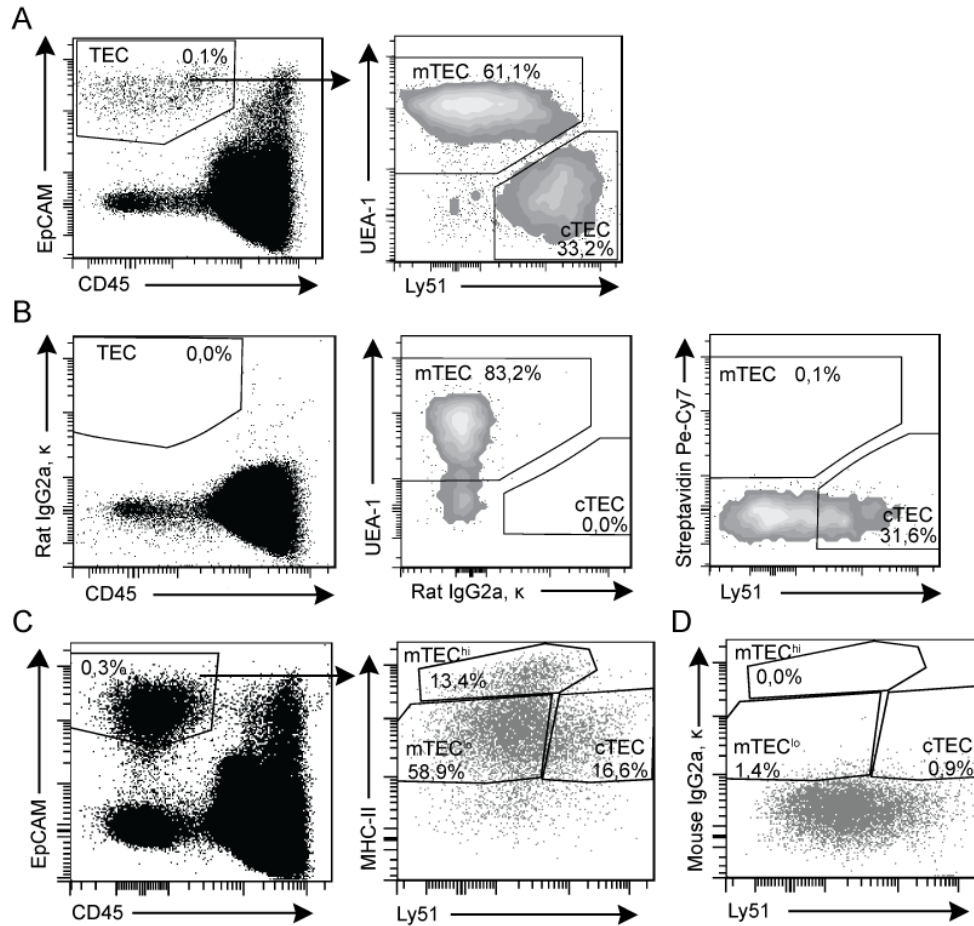 A
TEC 0,1%
EpCAM
CD45
mTEC 61,1%
cTEC
33,2%
UEA-1
Ly51
B
TEC 0,0%
Rat IgG2a, κ
CD45
mTEC 83,2%
cTEC
0,0%
UEA-1
Rat IgG2a, κ
mTEC 0,1%
cTEC
31,6%
Streptavidin Pe-Cy7
Ly51
C
0,3%
EpCAM
CD45
mTEChi
13,4%
mTEClo
58,9%
cTEC
16,6%
MHC-II
Ly51
D
mTEChi
0,0%
mTEClo
1,4%
cTEC
0,9%
Mouse IgG2a, κ
Ly51